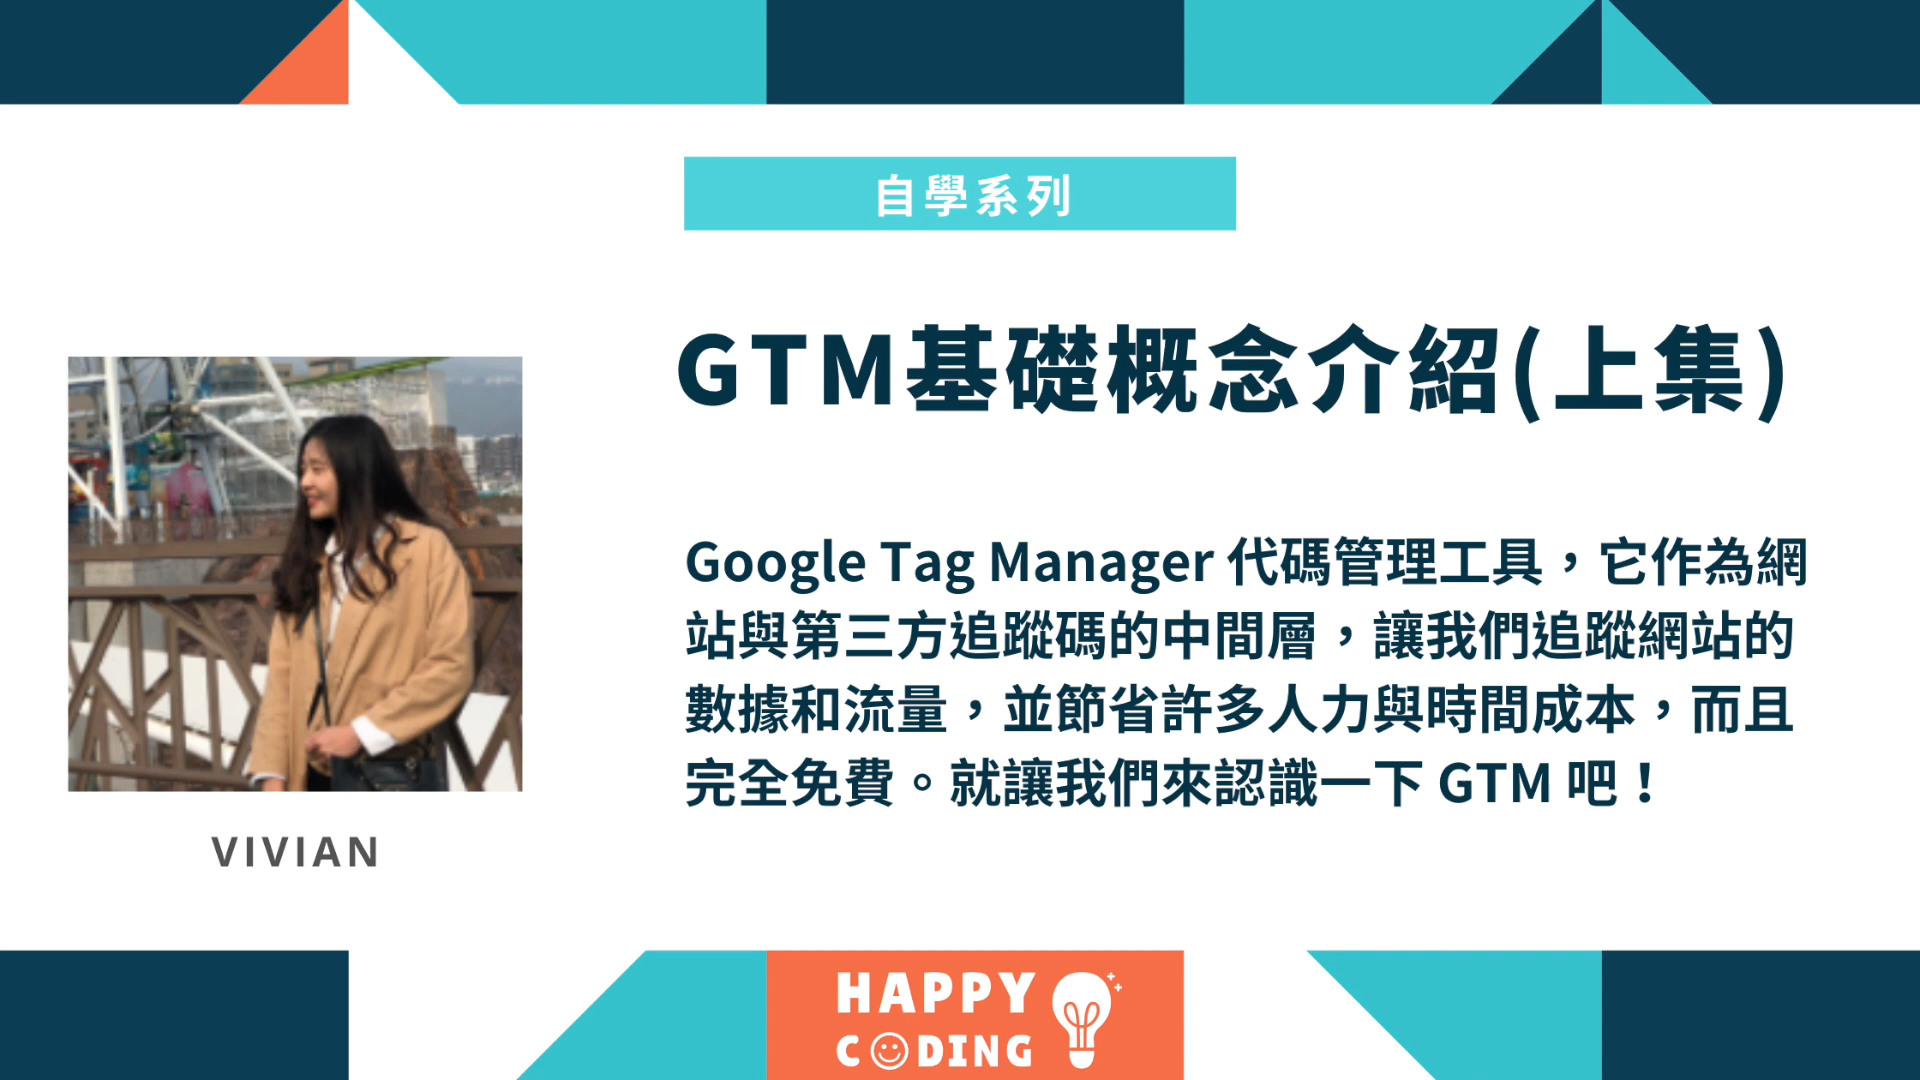 自學系列
GTM基礎概念介紹(上集)
Google Tag Manager 代碼管理工具，它作為網
站與第三方追蹤碼的中間層，讓我們追蹤網站的
數據和流量，並節省許多人力與時間成本，而且
完全免費。就讓我們來認識一下 GTM 吧！
VIVIAN
HAPPY
CODING